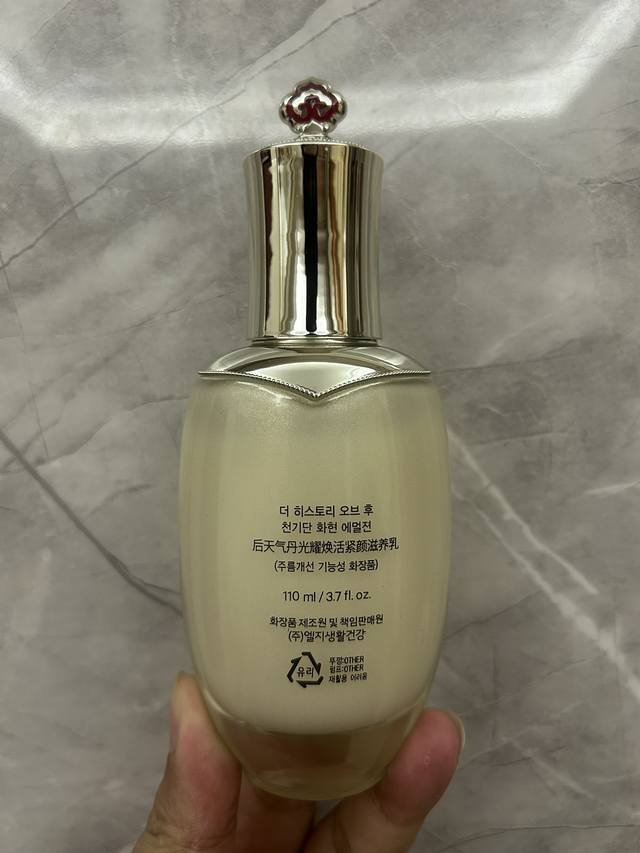 더 히스토리 오브 후
천기단 화현 에멀젼
后天气丹光耀焕活紧颜滋养乳
(주름개선 기능성 화장품)
110 ml / 3.7 fl. oz.
화장품 제조원 및 책임판매원
(주)엘지생활건강
유리
뚜껑:OTHER
펌프:OTHER
재활용 어려움